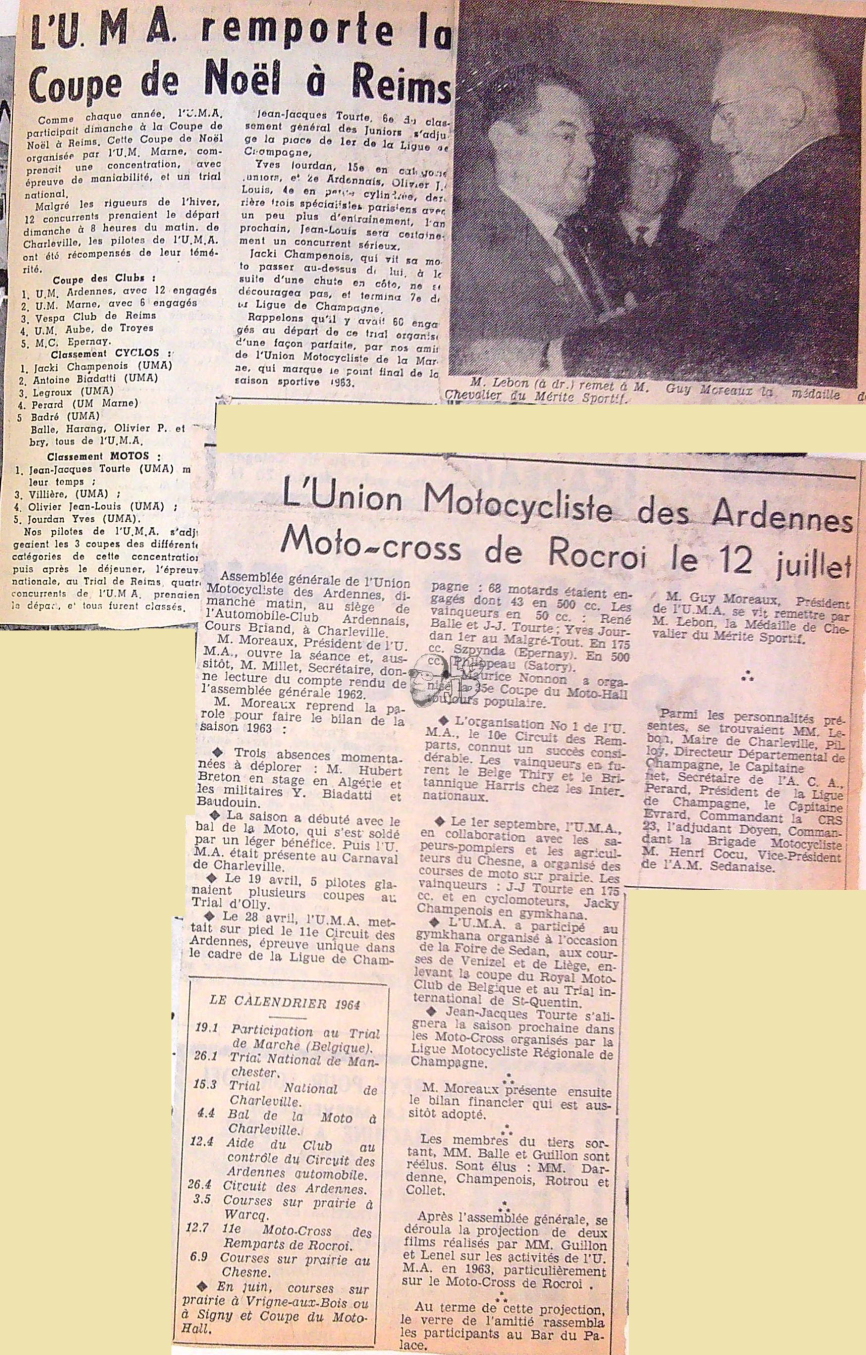 L'U. M A. remporte la
Coupe de Noël à Reims
Comme chaque année, l'U.M.A.
participait dimanche à la Coupe de
Noël à Reims. Cette Coupe de Noël
organisée par l'U.M. Marne, com-
prenait une concentration, avec
épreuve de maniabilité, et un trial
national.
Malgré les rigueurs de l'hiver,
12 concurrents prenaient le départ
dimanche à 8 heures du matin. de
Charleville, les pilotes de l'U.M.A.
ont été récompensés de leur témé-
rité.
Coupe des Clubs :
1. U.M. Ardennes, avec 12 engagés
2. U.M. Marne, avec 6 engagés
3. Vespa Club de Reims
4. U.M. Aube, de Troyes
5. M.C. Epernay.
Classement CYCLOS :
1. Jacki Champenois (UMA)
2. Antoine Biadatti (UMA)
3. Legroux (UMA)
4. Perard (UM Marne)
5 Badré (UMA)
Balle, Harang, Olivier P. et
bry, tous de l'U.M.A.
Classement MOTOS :
1. Jean-Jacques Tourte (UMA) m
leur temps ;
3. Villière, (UMA) ;
4. Olivier Jean-Louis (UMA) ;
5. Jourdan Yves (UMA).
Nos pilotes de l'U.M.A. s'adj
geaient les 3 coupes des différent
catégories de cette concentration
puis après le déjeuner, l'épreuv
nationale, au Trial de Reims quatr
concurrents de l'U.M.A. prenaien
le départ, et tous furent classés.
Jean-Jacques Tourte, 6e du clas-
sement général des Juniors s'adju-
ge la place de 1er de la Ligue de
Champagne.
Yves Jourdan, 15e en catégorie
juniors, et 2e Ardennais, Olivier J.
Louis, 4e en petite cylindrée, der-
rière trois spécialistes parisiens avec
un peu plus d'entraînement, l'an
prochain, Jean-Louis sera certaine-
ment un concurrent sérieux.
Jacki Champenois, qui vit sa mo-
to passer au-dessus de lui, à la
suite d'une chute en côte, ne se
découragea pas, et termina 7e de
la Ligue de Champagne.
Rappelons qu'il y avait 60 enga
gés au départ de ce trial organisé
d'une façon parfaite, par nos amis
de l'Union Motocycliste de la Mar-
ne, qui marque le point final de la
saison sportive 1963.
M. Lebon (à dr.) remet à M. Guy Moreaux la médaille de
Chevalier du Mérite Sportif.
L'Union Motocycliste des Ardennes
Moto-cross de Rocroi le 12 juillet
Assemblée générale de l'Union
Motocycliste des Ardennes, di-
manche matin, au siège de
l'Automobile-Club Ardennais,
Cours Briand, à Charleville.
M. Moreaux, Président de l'U.
M.A., ouvre la séance et, aus-
sitôt, M. Millet, Secrétaire, don-
ne lecture du compte rendu de
l'assemblée générale 1962.
M. Moreaux reprend la pa-
role pour faire le bilan de la
saison 1963 :
◆ Trois absences momenta-
nées à déplorer : M. Hubert
Breton en stage en Algérie et
les militaires Y. Biadatti et
Baudouin.
◆ La saison a débuté avec le
bal de la Moto, qui s'est soldé
par un léger bénéfice. Puis l'U
M.A. était présente au Carnaval
de Charleville.
◆ Le 19 avril, 5 pilotes gla-
naient plusieurs coupes au
Trial d'Olly.
◆ Le 28 avril, l'U.M.A. met-
tait sur pied le 11e Circuit des
Ardennes, épreuve unique dans
le cadre de la Ligue de Cham-
pagne : 68 motards étaient en-
gagés dont 43 en 500 cc. Les
vainqueurs en 50 cc. : René
Balle et J-J. Tourte ; Yves Jour-
dan 1er au Malgré-Tout. En 175
cc. Szpynda (Epernay). En 500
cc. Philippeau (Satory).
◆ Maurice Nonnon a orga-
nisé la 35e Coupe du Moto-Hall
toujours populaire.
◆ L'organisation No 1 de l'U.
M.A., le 10e Circuit des Rem-
parts, connut un succès consi-
dérable. Les vainqueurs en fu-
rent le Belge Thiry et le Bri-
tannique Harris chez les Inter-
nationaux.
◆ Le 1er septembre, l'U.M.A.,
en collaboration avec les sa-
peurs-pompiers et les agricul-
teurs du Chesne, a organisé des
courses de moto sur prairie. Les
vainqueurs : J-J Tourte en 175
cc. et en cyclomoteurs, Jacky
Champenois en gymkhana.
◆ L'U.M.A. a participé au
gymkhana organisé à l'occasion
de la Foire de Sedan, aux cour-
ses de Venizel et de Liège, en-
levant la coupe du Royal Moto-
Club de Belgique et au Trial in-
ternational de St-Quentin.
◆ Jean-Jacques Tourte s'ali-
gnera la saison prochaine dans
les Moto-Cross organisés par la
Ligue Motocycliste Régionale de
Champagne.
M. Moreaux présente ensuite
le bilan financier qui est aus-
sitôt adopté.
Les membres du tiers sor-
tant, MM. Balle et Guillon sont
réélus. Sont élus : MM. Dar-
denne, Champenois, Rotrou et
Collet.
Après l'assemblée générale, se
déroula la projection de deux
films réalisés par MM. Guillon
et Lenel sur les activités de l'U.
M.A. en 1963, particulièrement
sur le Moto-Cross de Rocroi .
Au terme de cette projection,
le verre de l'amitié rassembla
les participants au Bar du Pa-
lace.
M. Guy Moreaux, Président
de l'U.M.A. se vit remettre par
M. Lebon, la Médaille de Che-
valier du Mérite Sportif.
Parmi les personnalités pré-
sentes, se trouvaient MM. Le-
bon, Maire de Charleville, Pil-
loy, Directeur Départemental de
Champagne, le Capitaine
net, Secrétaire de l'A. C. A.,
Perard, Président de la Ligue
de Champagne, le Capitaine
Evrard, Commandant la CRS
23, l'adjudant Doyen, Comman-
dant la Brigade Motocycliste
M. Henri Cocu, Vice-Président
de l'A.M. Sedanaise.
LE CALENDRIER 1964
19.1 Participation au Trial
de Marche (Belgique).
26.1 Trial National de Man-
chester.
15.3 Trial National de
Charleville.
4.4 Bal de la Moto à
Charleville.
12.4 Aide du Club au
contrôle du Circuit des
Ardennes automobile.
26.4 Circuit des Ardennes.
3.5 Courses sur prairie à
Warcq.
12.7 11e Moto-Cross des
Remparts de Rocroi.
6.9 Courses sur prairie au
Chesne.
◆ En juin, courses sur
prairie à Vrigne-aux-Bois ou
à Signy et Coupe du Moto-
Hall.